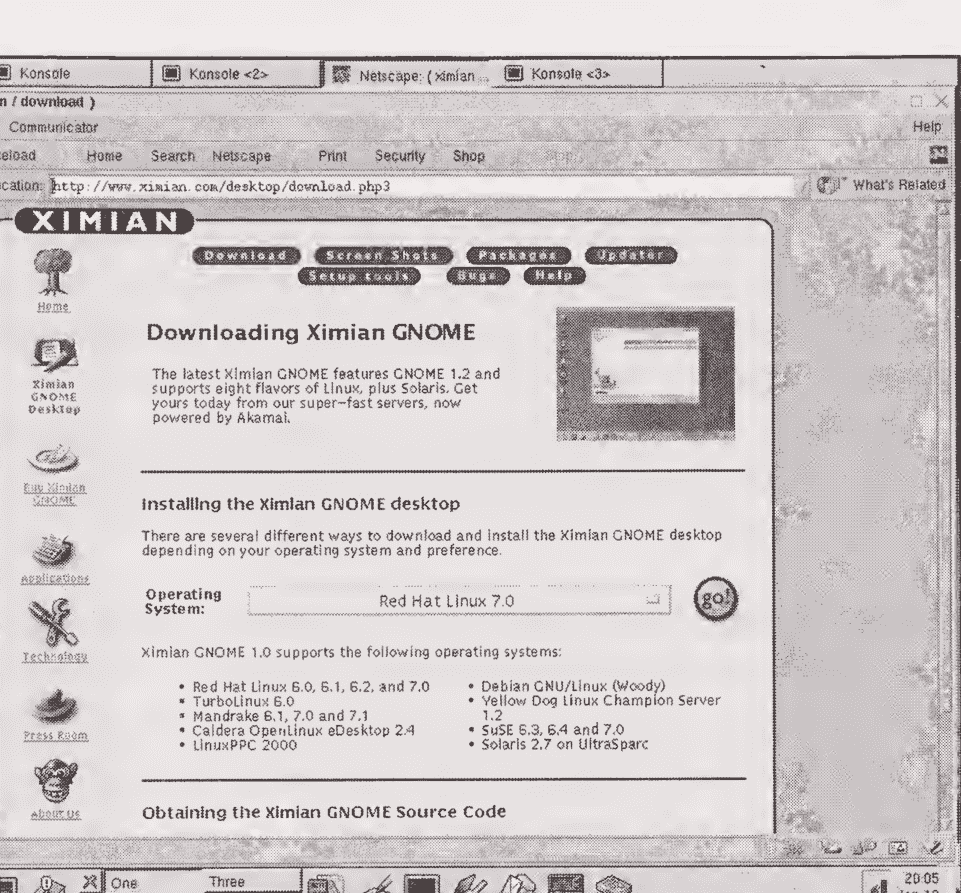 Konsole
Konsole <2>
Netscape: (ximian ...
Konsole <3>
n / download )
Communicator
Help
eload
Home
Search
Netscape
Print
Security
Shop
cation: http://www.ximian.com/desktop/download.php3
What's Related
XIMIAN
Download
Screen Shots
Packages
Updater
Setup tools
Bugs
Help
Home
Ximian
GNOME
Desktop
Buy Ximian
GNOME
Applications
Technology
Press Room
About Us
Downloading Ximian GNOME
The latest Ximian GNOME features GNOME 1.2 and
supports eight flavors of Linux, plus Solaris. Get
yours today from our super-fast servers, now
powered by Akamai.
Installing the Ximian GNOME desktop
There are several different ways to download and install the Ximian GNOME desktop
depending on your operating system and preference.
Operating
System:
Red Hat Linux 7.0
go!
Ximian GNOME 1.0 supports the following operating systems:
• Red Hat Linux 6.0, 6.1, 6.2, and 7.0
• TurboLinux 6.0
• Mandrake 6.1, 7.0 and 7.1
• Caldera OpenLinux eDesktop 2.4
• LinuxPPC 2000
• Debian GNU/Linux (Woody)
• Yellow Dog Linux Champion Server
1.2
• SuSE 6.3, 6.4 and 7.0
• Solaris 2.7 on UltraSparc
Obtaining the Ximian GNOME Source Code
One
Three
20:05